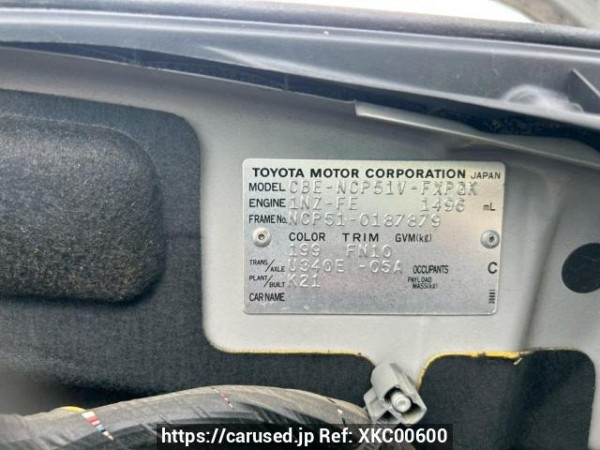 TOYOTA MOTOR CORPORATION JAPAN
MODEL CBE-NCP51V-FXPQK
ENGINE 1NZ-FE 1496 mL
FRAME No. NCP51-0187879
COLOR TRIM GVM(kg)
199 FN10
TRANS/AXLE U340E -05A OCCUPANTS C
PLANT/BUILT K21 PAYLOAD MASS(kg)
CAR NAME
https://carused.jp Ref: XKC00600